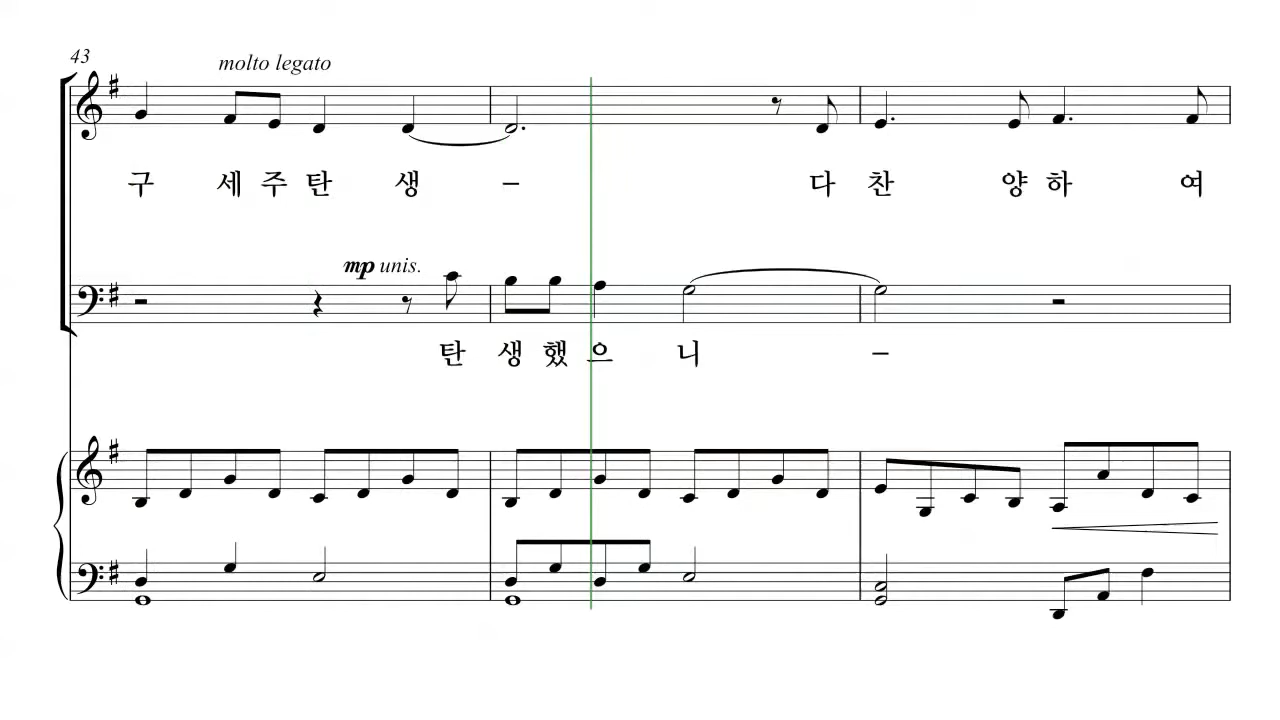 43
molto legato
구 세 주 탄 생 – 다 찬 양 하 여
mp unis.
탄 생 했 으 니 –